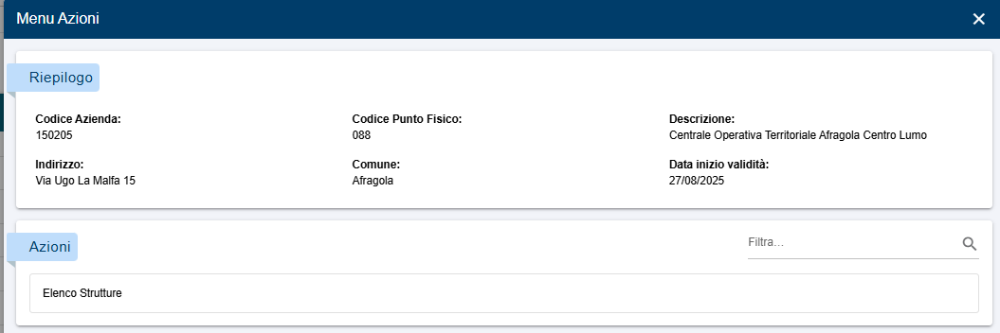 Menu Azioni
Riepilogo
Codice Azienda:
150205
Codice Punto Fisico:
088
Descrizione:
Centrale Operativa Territoriale Afragola Centro Lumo
Indirizzo:
Via Ugo La Malfa 15
Comune:
Afragola
Data inizio validità:
27/08/2025
Azioni
Filtra...
Elenco Strutture